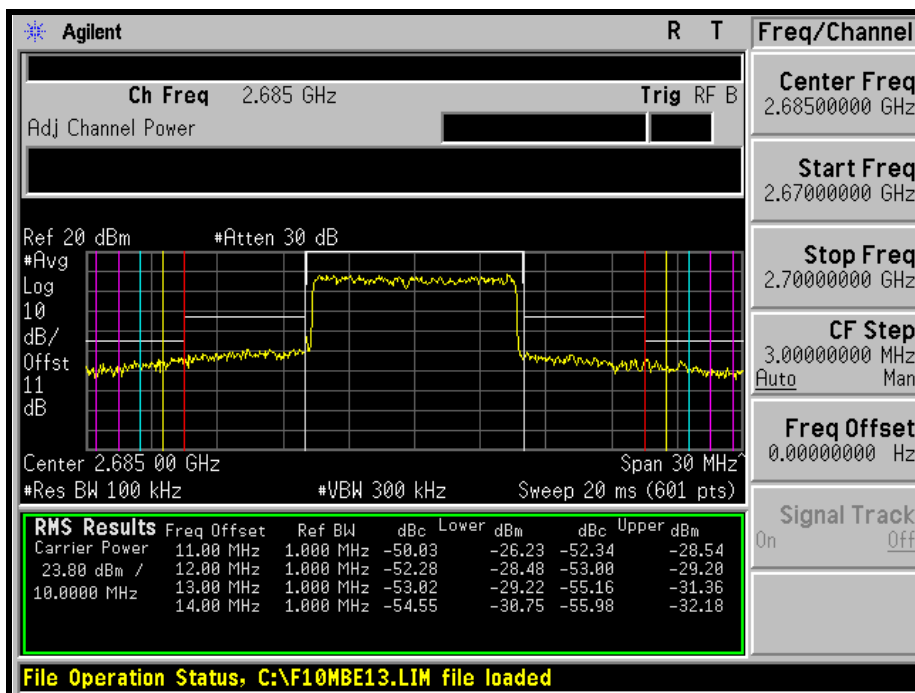 Agilent R T
Ch Freq 2.685 GHz Trig RF B
Adj Channel Power
Ref 20 dBm #Atten 30 dB
#Avg
Log
10
dB/
Offst
11
dB
Center 2.685 00 GHz Span 30 MHz^
#Res BW 100 kHz #VBW 300 kHz Sweep 20 ms (601 pts)
RMS Results Freq Offset Ref BW dBc Lower dBm dBc Upper dBm
Carrier Power 11.00 MHz 1.000 MHz -50.03 -26.23 -52.34 -28.54
23.80 dBm / 12.00 MHz 1.000 MHz -52.28 -28.48 -53.00 -29.20
10.0000 MHz 13.00 MHz 1.000 MHz -53.02 -29.22 -55.16 -31.36
14.00 MHz 1.000 MHz -54.55 -30.75 -55.98 -32.18
File Operation Status, C:\F10MBE13.LIM file loaded
Freq/Channel
Center Freq
2.68500000 GHz
Start Freq
2.67000000 GHz
Stop Freq
2.70000000 GHz
CF Step
3.00000000 MHz
Auto Man
Freq Offset
0.00000000 Hz
Signal Track
On Off